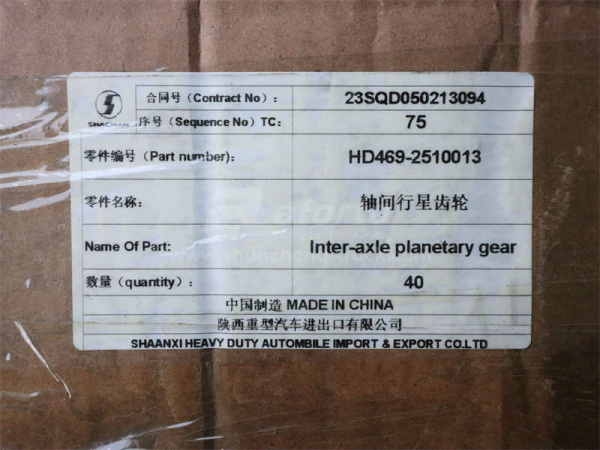 SHACMAN
合同号（Contract No）：
23SQD050213094
序号（Sequence No）TC：
75
零件编号（Part number）：
HD469-2510013
零件名称：
轴间行星齿轮
Name Of Part:
Inter-axle planetary gear
数量（quantity）：
40
中国制造 MADE IN CHINA
陕西重型汽车进出口有限公司
SHAANXI HEAVY DUTY AUTOMBILE IMPORT & EXPORT CO.LTD